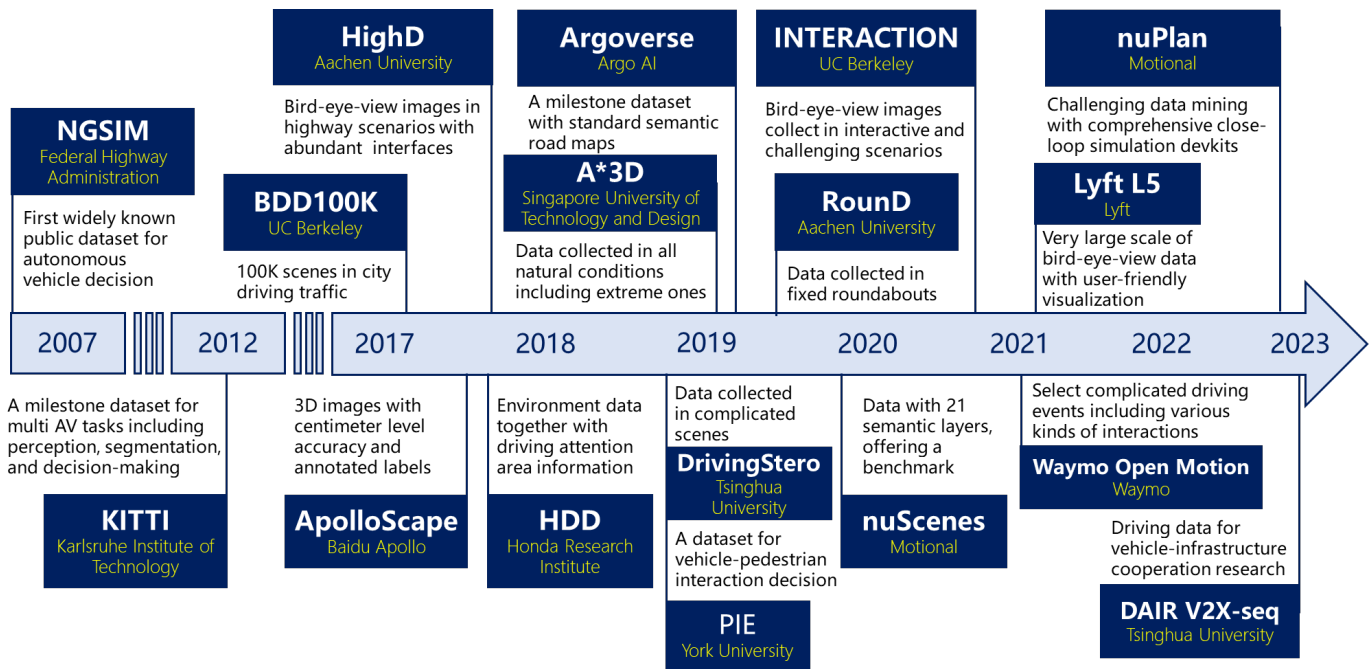 NGSIM
Federal Highway
Administration
First widely known
public dataset for
autonomous
vehicle decision
HighD
Aachen University
Bird-eye-view images in
highway scenarios with
abundant interfaces
BDD100K
UC Berkeley
100K scenes in city
driving traffic
Argoverse
Argo AI
A milestone dataset
with standard semantic
road maps
A*3D
Singapore University of
Technology and Design
Data collected in all
natural conditions
including extreme ones
INTERACTION
UC Berkeley
Bird-eye-view images
collect in interactive and
challenging scenarios
RounD
Aachen University
Data collected in
fixed roundabouts
nuPlan
Motional
Challenging data mining
with comprehensive close-
loop simulation devkits
Lyft L5
Lyft
Very large scale of
bird-eye-view data
with user-friendly
visualization
2007
2012
2017
2018
2019
2020
2021
2022
2023
A milestone dataset for
multi AV tasks including
perception, segmentation,
and decision-making
KITTI
Karlsruhe Institute of
Technology
3D images with
centimeter level
accuracy and
annotated labels
ApolloScape
Baidu Apollo
Environment data
together with
driving attention
area information
HDD
Honda Research
Institute
Data collected
in complicated
scenes
DrivingStero
Tsinghua
University
A dataset for
vehicle-pedestrian
interaction decision
PIE
York University
Data with 21
semantic layers,
offering a
benchmark
nuScenes
Motional
Select complicated driving
events including various
kinds of interactions
Waymo Open Motion
Waymo
Driving data for
vehicle-infrastructure
cooperation research
DAIR V2X-seq
Tsinghua University